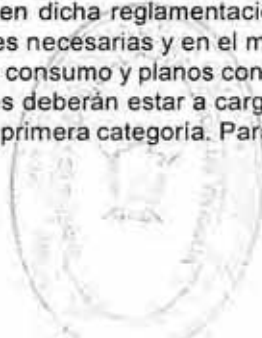 en dicha reglamentació
es necesarias y en el m
consumo y planos con
s deberán estar a carg
primera categoría. Par